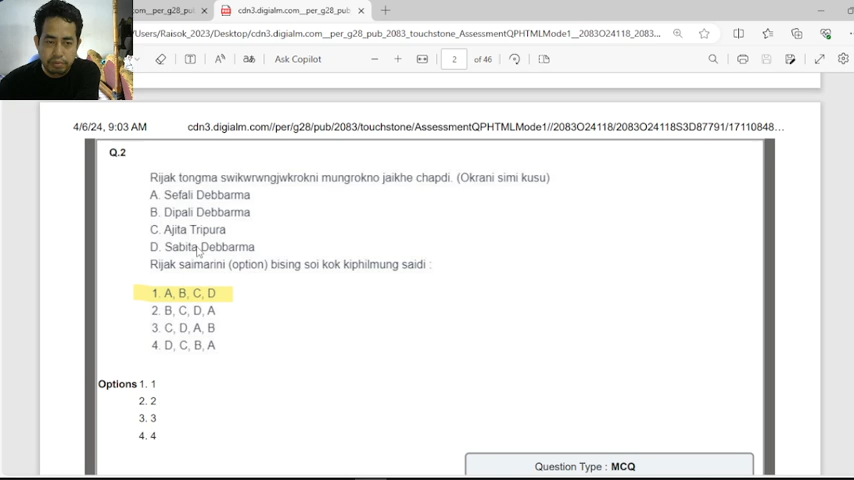 com__per_g28_pub...
cdn3.digialm.com__per_g28_pub...
/Users/Raisok_2023/Desktop/cdn3.digialm.com__per_g28_pub_2083_touchstone_AssessmentQPHTMLMode1__2083O24118_2083...
Ask Copilot
2 of 46
4/6/24, 9:03 AM cdn3.digialm.com//per/g28/pub/2083/touchstone/AssessmentQPHTMLMode1//2083O24118/2083O24118S3D87791/17110848...
Q.2
Rijak tongma swikwrwngjwkrokni mungrokno jaikhe chapdi. (Okrani simi kusu)
A. Sefali Debbarma
B. Dipali Debbarma
C. Ajita Tripura
D. Sabita Debbarma
Rijak saimarini (option) bising soi kok kiphilmung saidi :
1. A, B, C, D
2. B, C, D, A
3. C, D, A, B
4. D, C, B, A
Options 1. 1
2. 2
3. 3
4. 4
Question Type : MCQ